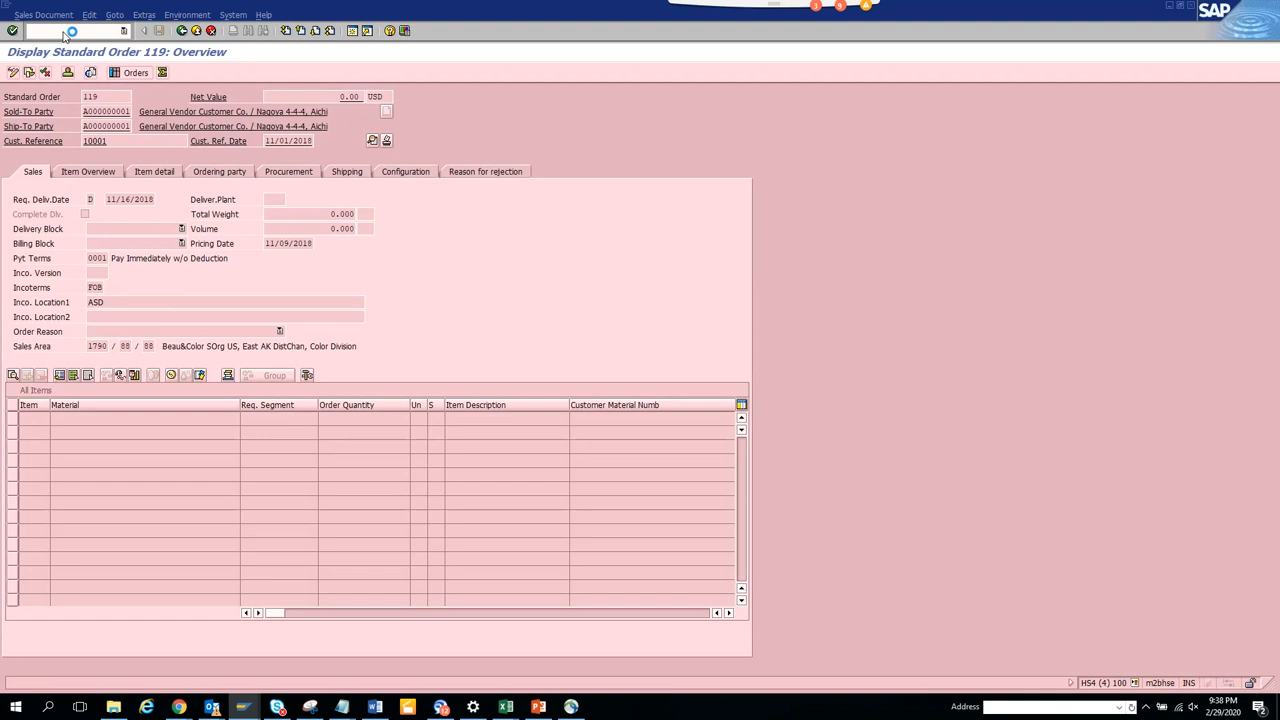 3 9
Sales Document Edit Goto Extras Environment System Help
SAP
Display Standard Order 119: Overview
Orders
Standard Order 119 Net Value 0.00 USD
Sold-To Party A000000001 General Vendor Customer Co. / Nagoya 4-4-4, Aichi
Ship-To Party A000000001 General Vendor Customer Co. / Nagoya 4-4-4, Aichi
Cust. Reference 10001 Cust. Ref. Date 11/01/2018
Sales Item Overview Item detail Ordering party Procurement Shipping Configuration Reason for rejection
Req. Deliv.Date D 11/16/2018 Deliver.Plant
Complete Dlv. Total Weight 0.000
Delivery Block Volume 0.000
Billing Block Pricing Date 11/09/2018
Pyt Terms 0001 Pay Immediately w/o Deduction
Inco. Version
Incoterms FOB
Inco. Location1 ASD
Inco. Location2
Order Reason
Sales Area 1790 / 88 / 88 Beau&Color SOrg US, East AK DistChan, Color Division
Group
All Items
Item Material Req. Segment Order Quantity Un S Item Description Customer Material Numb
HS4 (4) 100 m2bhse INS
Address 9:38 PM
2/29/2020